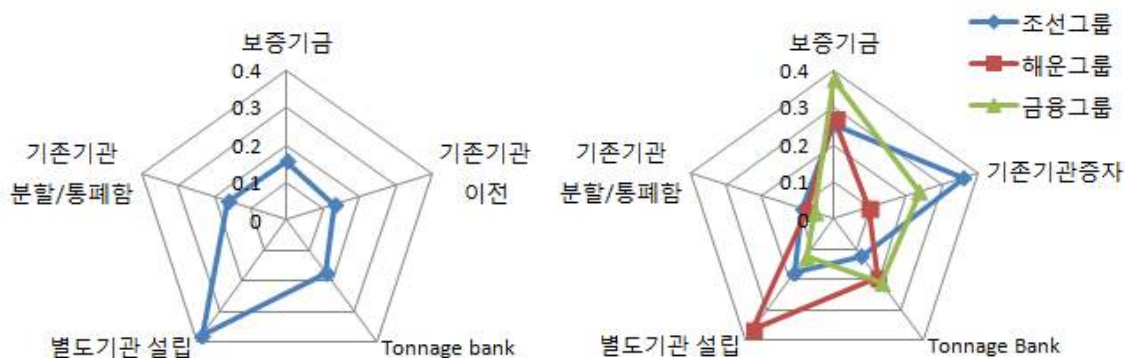 보증기금
0.4
0.3
0.2
0.1
0
기존기관
이전
Tonnage bank
별도기관 설립
기존기관
분할/통폐함
보증기금
0.4
0.3
0.2
0.1
0
기존기관증자
Tonnage Bank
별도기관 설립
기존기관
분할/통폐함
조선그룹
해운그룹
금융그룹